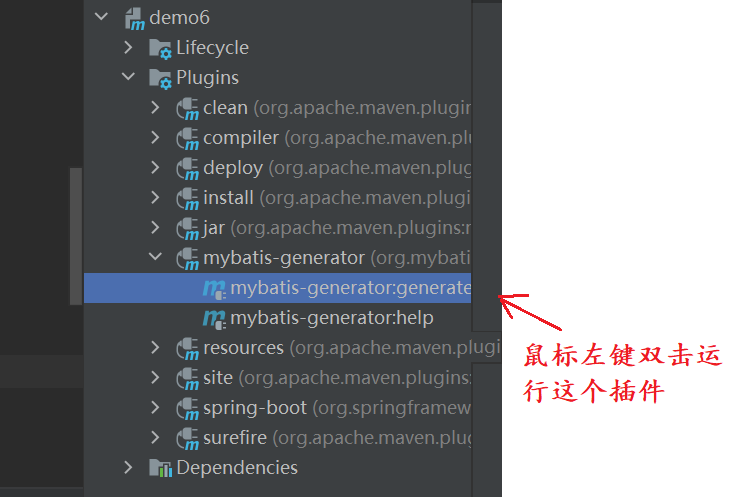 demo6
Lifecycle
Plugins
clean (org.apache.maven.plugin
compiler (org.apache.maven.p
deploy (org.apache.maven.plug
install (org.apache.maven.plugi
jar (org.apache.maven.plugins:m
mybatis-generator (org.mybati
mybatis-generator:generate
mybatis-generator:help
resources (org.apache.maven.plugi
site (org.apache.maven.plugins:
spring-boot (org.springframew
surefire (org.apache.maven.plug
Dependencies
鼠标左键双击运
行这个插件